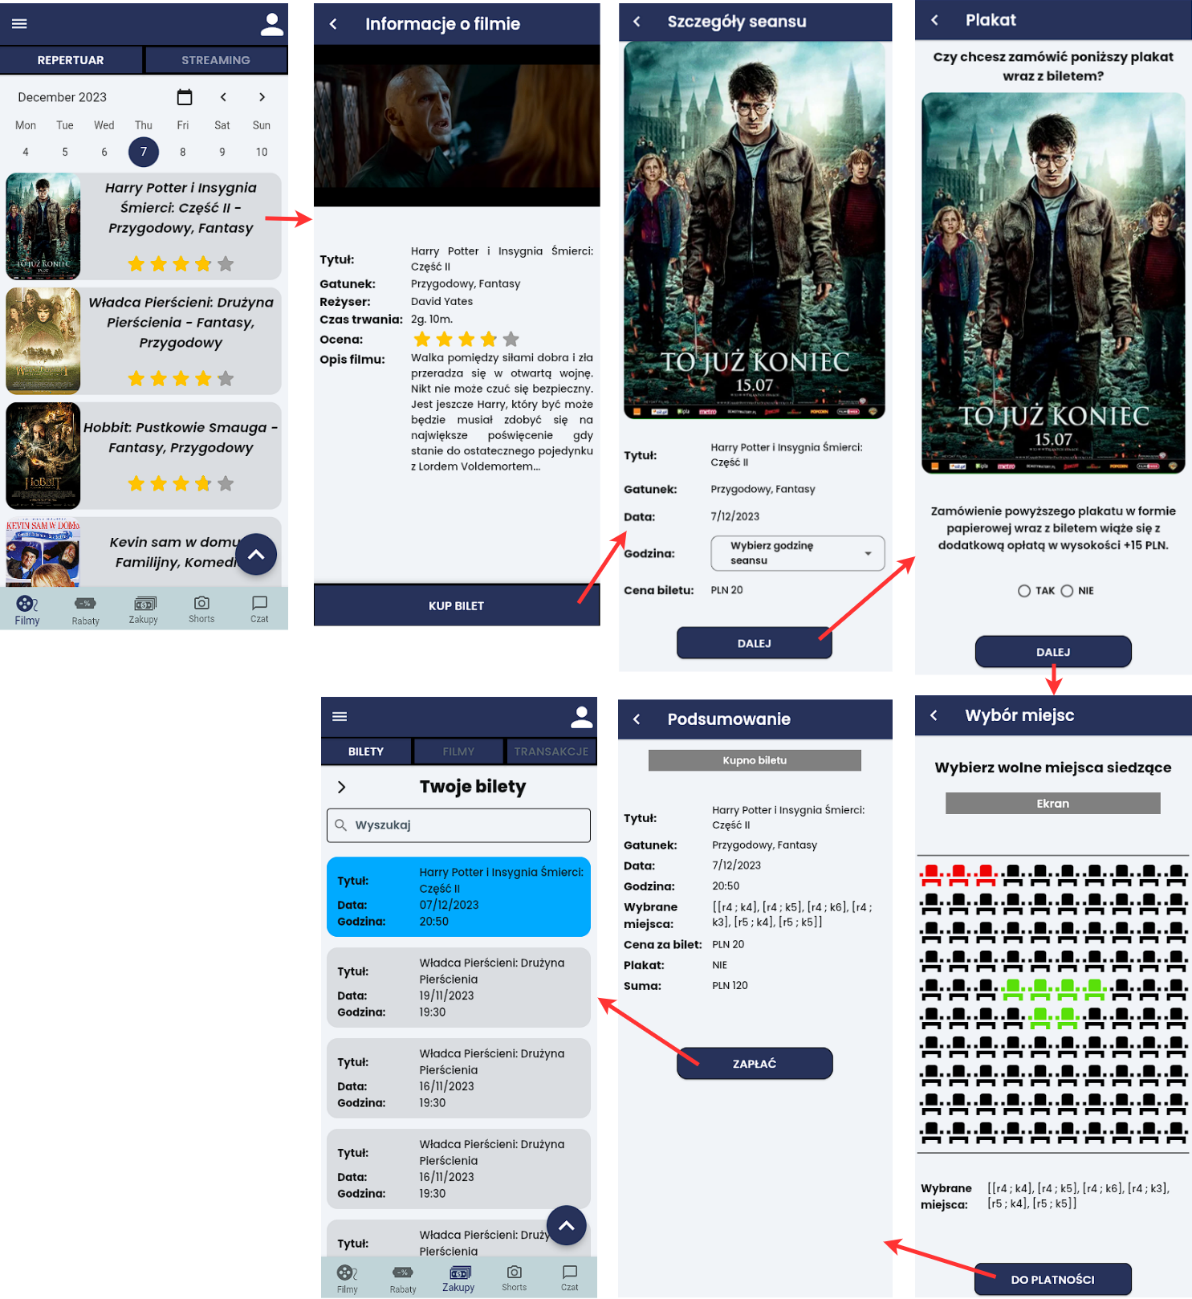 REPERTUAR STREAMING
December 2023
Mon Tue Wed Thu Fri Sat Sun
4 5 6 7 8 9 10
Harry Potter i Insygnia
Śmierci: Część II -
Przygodowy, Fantasy
Władca Pierścieni: Drużyna
Pierścienia - Fantasy,
Przygodowy
Hobbit: Pustkowie Smauga -
Fantasy, Przygodowy
Kevin sam w domu
Familijny, Komedi
Filmy Rabaty Zakupy Shorts Czat
Informacje o filmie
Tytuł: Harry Potter i Insygnia Śmierci:
Część II
Gatunek: Przygodowy, Fantasy
Reżyser: David Yates
Czas trwania: 2g. 10m.
Ocena:
Opis filmu: Walka pomiędzy siłami dobra i zła
przeradza się w otwartą wojnę.
Nikt nie może czuć się bezpieczny.
Jest jeszcze Harry, który być może
będzie musiał zdobyć się na
największe poświęcenie gdy
stanie do ostatecznego pojedynku
z Lordem Voldemortem...
KUP BILET
Szczegóły seansu
TO JUŻ KONIEC
15.07
Tytuł: Harry Potter i Insygnia Śmierci:
Część II
Gatunek: Przygodowy, Fantasy
Data: 7/12/2023
Godzina: Wybierz godzinę
seansu
Cena biletu: PLN 20
DALEJ
Plakat
Czy chcesz zamówić poniższy plakat
wraz z biletem?
TO JUŻ KONIEC
15.07
Zamówienie powyższego plakatu w formie
papierowej wraz z biletem wiąże się z
dodatkową opłatą w wysokości +15 PLN.
TAK NIE
DALEJ
Wybór miejsc
Wybierz wolne miejsca siedzące
Ekran
Wybrane miejsca: [[r4 ; k4], [r4 ; k5], [r4 ; k6], [r4 ; k3],
[r5 ; k4], [r5 ; k5]]
DO PŁATNOŚCI
Podsumowanie
Kupno biletu
Tytuł: Harry Potter i Insygnia Śmierci:
Część II
Gatunek: Przygodowy, Fantasy
Data: 7/12/2023
Godzina: 20:50
Wybrane miejsca: [[r4 ; k4], [r4 ; k5], [r4 ; k6], [r4 ;
k3], [r5 ; k4], [r5 ; k5]]
Cena za bilet: PLN 20
Plakat: NIE
Suma: PLN 120
ZAPŁAĆ
BILETY FILMY TRANSAKCJE
Twoje bilety
Wyszukaj
Tytuł: Harry Potter i Insygnia Śmierci:
Część II
Data: 07/12/2023
Godzina: 20:50
Tytuł: Władca Pierścieni: Drużyna
Pierścienia
Data: 19/11/2023
Godzina: 19:30
Tytuł: Władca Pierścieni: Drużyna
Pierścienia
Data: 16/11/2023
Godzina: 19:30
Tytuł: Władca Pierścieni: Drużyna
Pierścienia
Data: 16/11/2023
Godzina: 19:30
Tytuł: Władca Pierścieni: Druży
Pierścienia
Filmy Rabaty Zakupy Shorts Czat